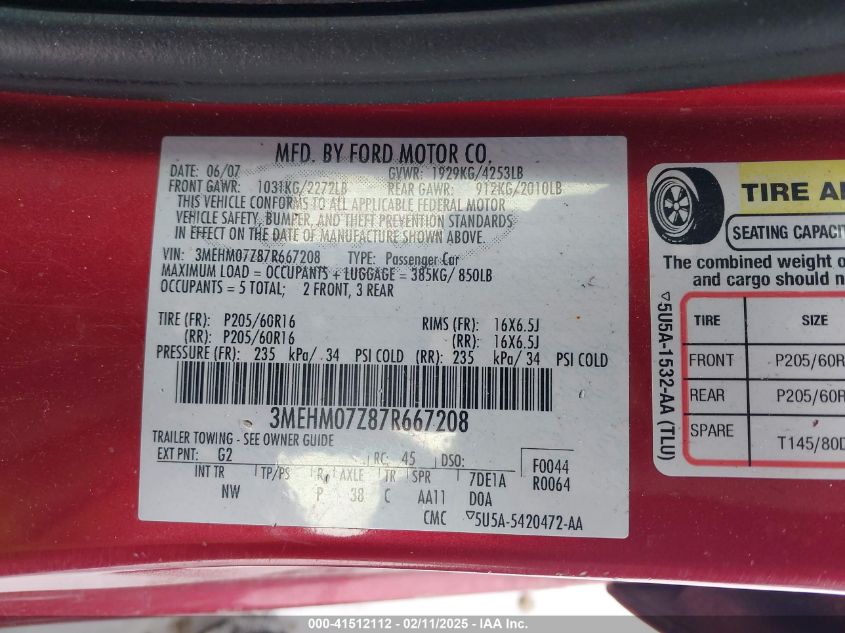 MFD. BY FORD MOTOR CO.
DATE: 06/07 GVWR: 1929KG/4253LB
FRONT GAWR: 1031KG/2272LB REAR GAWR: 912KG/2010LB
THIS VEHICLE CONFORMS TO ALL APPLICABLE FEDERAL MOTOR
VEHICLE SAFETY, BUMPER, AND THEFT PREVENTION STANDARDS
IN EFFECT ON THE DATE OF MANUFACTURE SHOWN ABOVE.
VIN: 3MEHM07Z87R667208 TYPE: Passenger Car
MAXIMUM LOAD = OCCUPANTS + LUGGAGE = 385KG/ 850LB
OCCUPANTS = 5 TOTAL; 2 FRONT, 3 REAR
TIRE (FR): P205/60R16 RIMS (FR): 16X6.5J
(RR): P205/60R16 (RR): 16X6.5J
PRESSURE (FR): 235 kPa/ 34 PSI COLD (RR): 235 kPa/ 34 PSI COLD
3MEHM07Z87R667208
TRAILER TOWING - SEE OWNER GUIDE
EXT PNT: G2 RC: 45 DSO: F0044
INT TR TP/PS R AXLE TR SPR 7DE1A R0064
NW P 38 C AA11 D0A
CMC ▽5U5A-5420472-AA
TIRE A
SEATING CAPACI
The combined weight o
and cargo should n
▽5U5A-1532-AA (TLU)
TIRE SIZE
FRONT P205/60R
REAR P205/60R
SPARE T145/80D
000-41512112 - 02/11/2025 - IAA Inc.